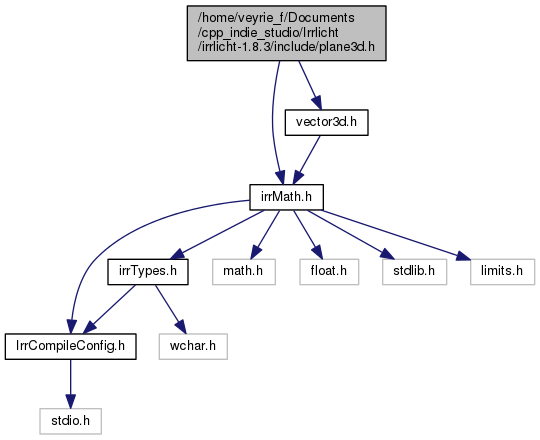 /home/veyrie_f/Documents
/cpp_indie_studio/Irrlicht
/irrlicht-1.8.3/include/plane3d.h
vector3d.h
irrMath.h
irrTypes.h
math.h
float.h
stdlib.h
limits.h
IrrCompileConfig.h
wchar.h
stdio.h